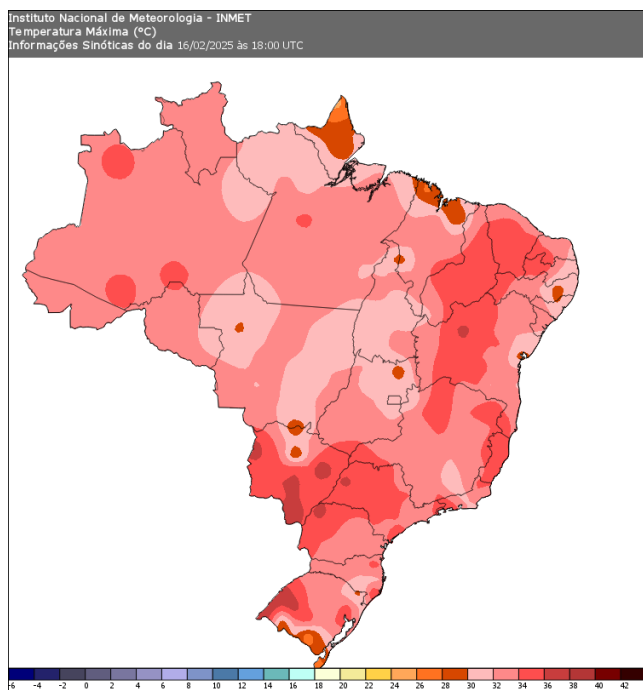 Instituto Nacional de Meteorologia - INMET
Temperatura Máxima (°C)
Informações Sinóticas do dia 16/02/2025 às 18:00 UTC
-6 -4 -2 0 2 4 6 8 10 12 14 16 18 20 22 24 26 28 30 32 34 36 38 40 42